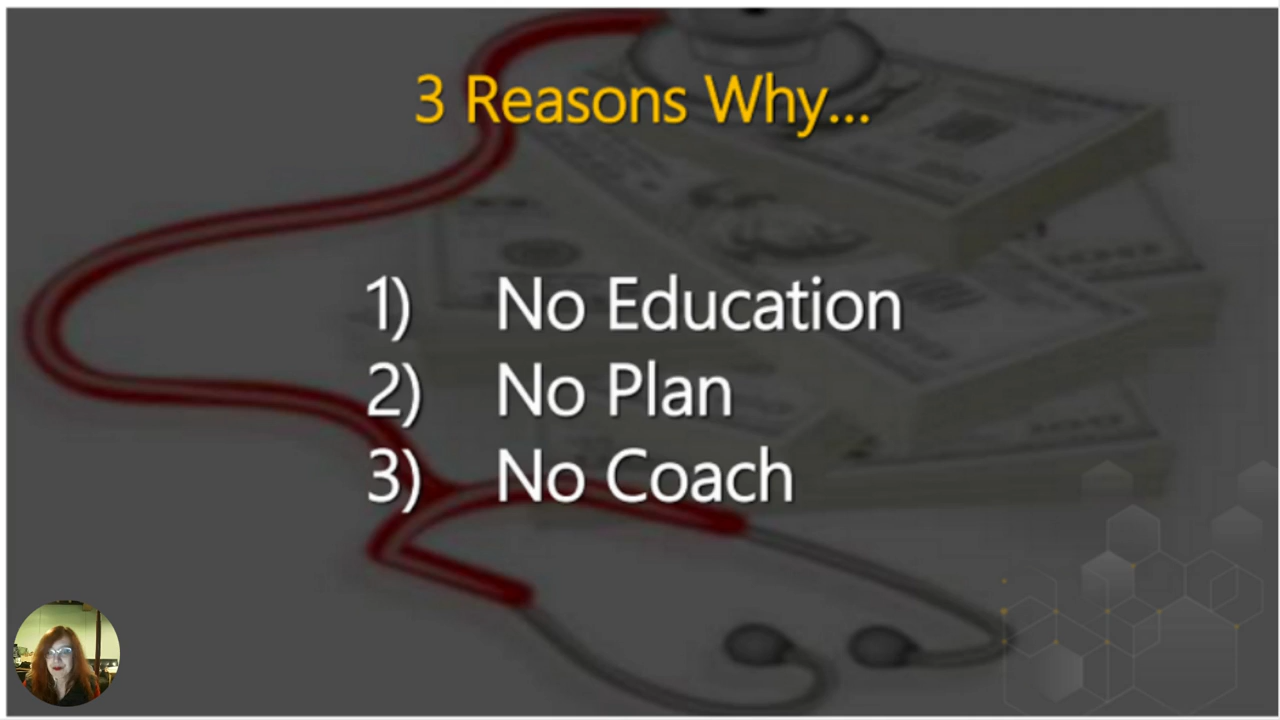 3 Reasons Why...
1) No Education
2) No Plan
3) No Coach